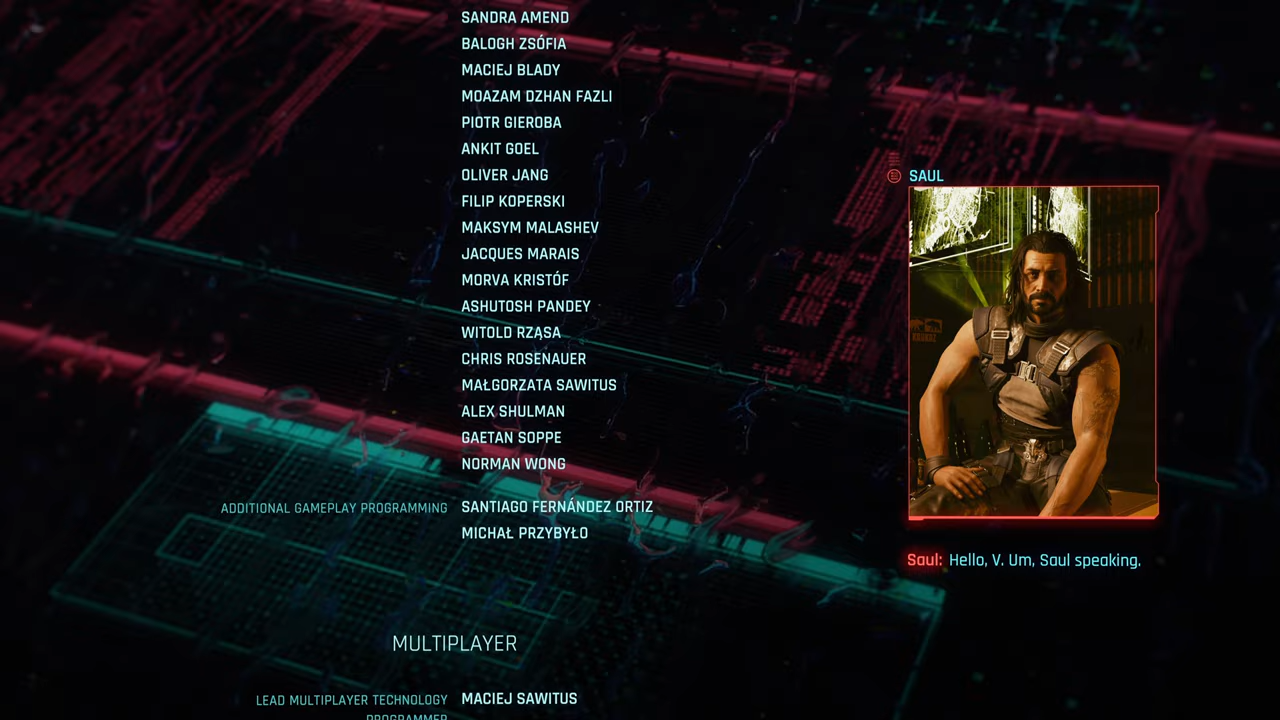 SANDRA AMEND
BALOGH ZSÓFIA
MACIEJ BLADY
MOAZAM DZHAN FAZLI
PIOTR GIEROBA
ANKIT GOEL
OLIVER JANG
FILIP KOPERSKI
MAKSYM MALASHEV
JACQUES MARAIS
MORVA KRISTÓF
ASHUTOSH PANDEY
WITOLD RZĄSA
CHRIS ROSENAUER
MAŁGORZATA SAWITUS
ALEX SHULMAN
GAETAN SOPPE
NORMAN WONG
ADDITIONAL GAMEPLAY PROGRAMMING SANTIAGO FERNÁNDEZ ORTIZ
MICHAŁ PRZYBYŁO
MULTIPLAYER
LEAD MULTIPLAYER TECHNOLOGY MACIEJ SAWITUS
PROGRAMMER
SAUL
Saul: Hello, V. Um, Saul speaking.